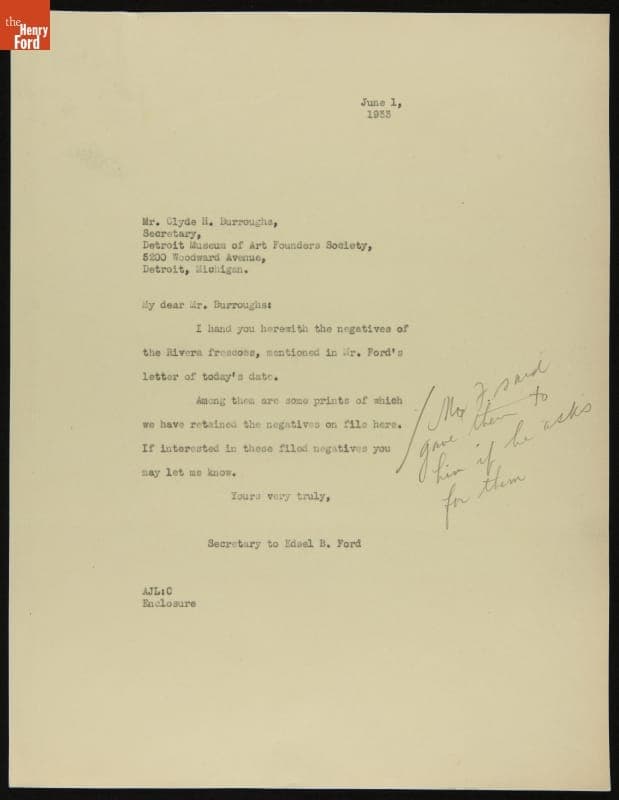 the
Henry
Ford
June 1,
1933
Mr. Clyde H. Burroughs,
Secretary,
Detroit Museum of Art Founders Society,
5200 Woodward Avenue,
Detroit, Michigan.
My dear Mr. Burroughs:
I hand you herewith the negatives of
the Rivera frescoes, mentioned in Mr. Ford's
letter of today's date.
Among them are some prints of which
we have retained the negatives on file here.
If interested in these filed negatives you
may let me know.
Yours very truly,
Secretary to Edsel B. Ford
AJL:C
Enclosure
F. said
gave them to
him if he asks
for them